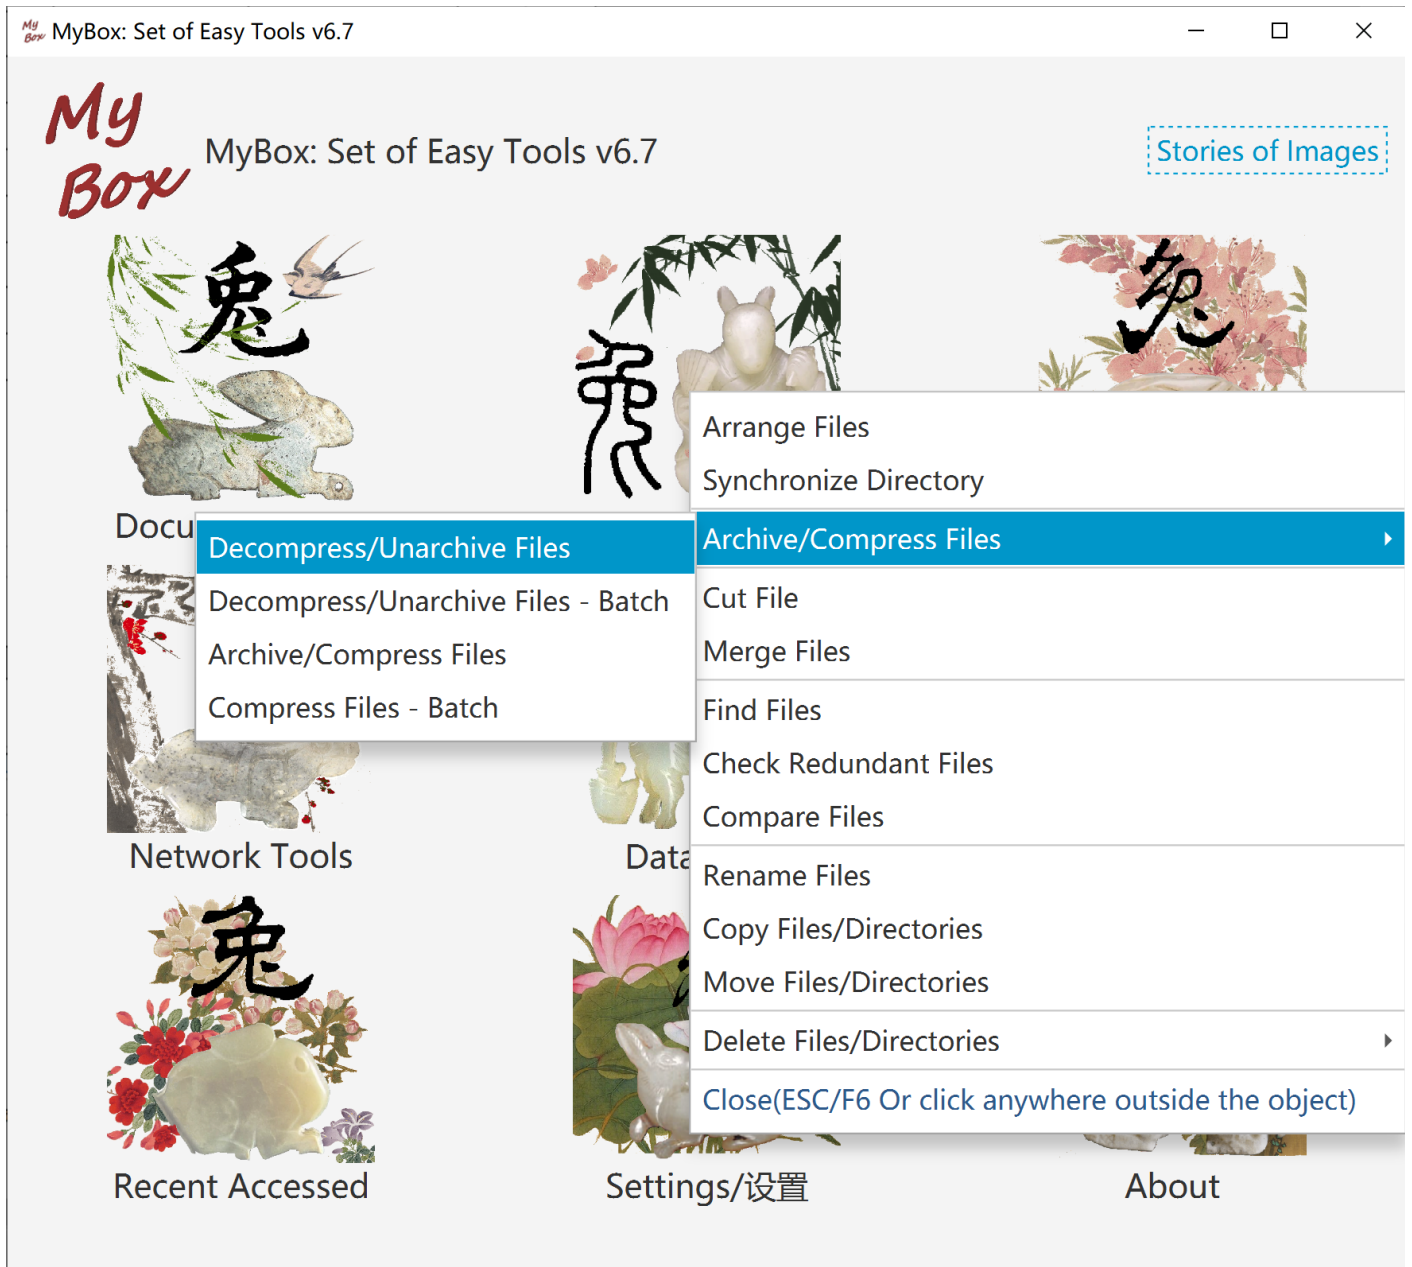 My Box MyBox: Set of Easy Tools v6.7
My
Box
MyBox: Set of Easy Tools v6.7
Stories of Images
兔
兔
兔
Arrange Files
Synchronize Directory
Docu
Archive/Compress Files
Decompress/Unarchive Files
Decompress/Unarchive Files - Batch
Archive/Compress Files
Compress Files - Batch
Cut File
Merge Files
Find Files
Check Redundant Files
Compare Files
Network Tools
Data
Rename Files
Copy Files/Directories
Move Files/Directories
兔
Delete Files/Directories
Close(ESC/F6 Or click anywhere outside the object)
Recent Accessed
Settings/设置
About